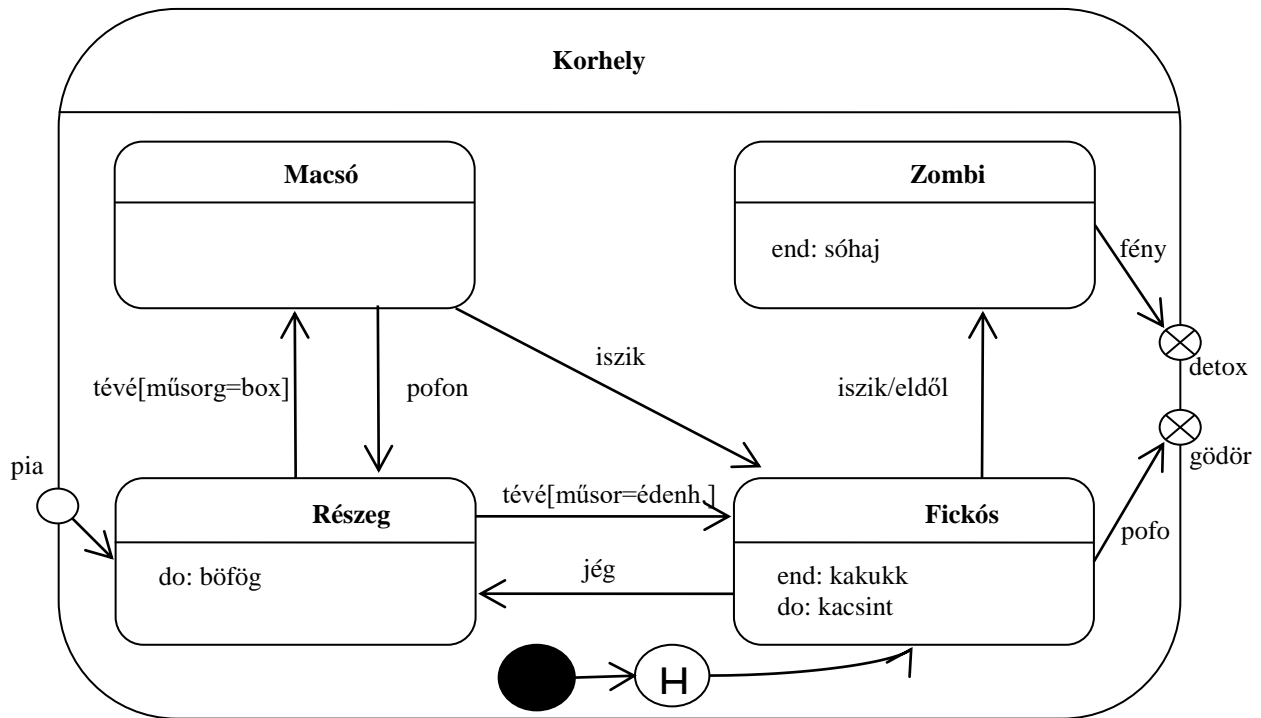 Korhely
Macsó
Zombi
end: sóhaj
fény
iszik
detox
tévé[műsorg=box]
pofon
iszik/eldől
gödör
pia
tévé[műsor=édenh.]
Részeg
Fickós
pofo
do: böfög
jég
end: kakukk
do: kacsint
H